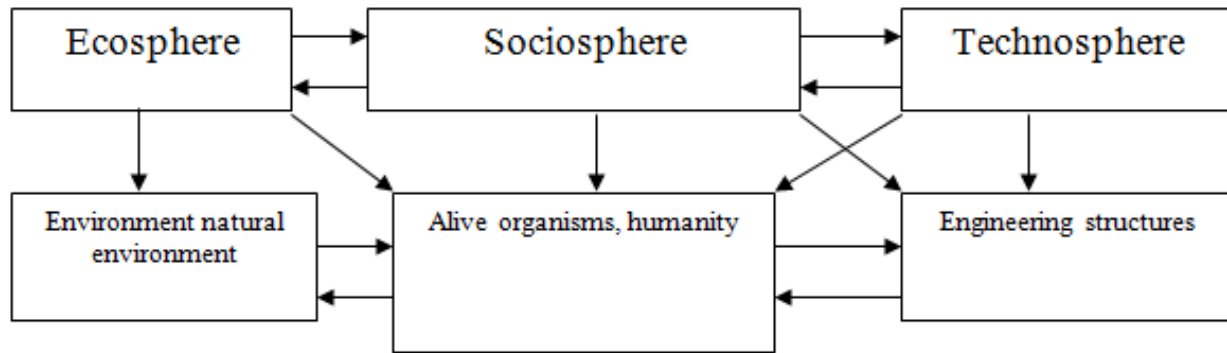 Ecosphere
Sociosphere
Technosphere
Environment natural
environment
Alive organisms, humanity
Engineering structures